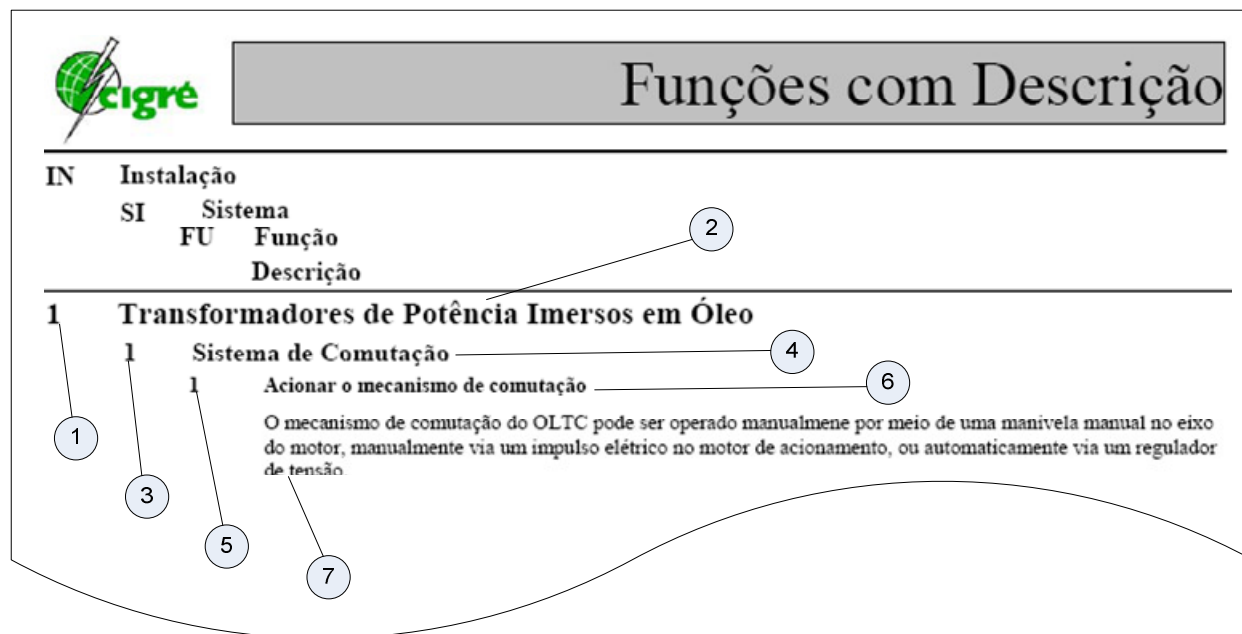 cigré
Funções com Descrição
IN Instalação
SI Sistema
FU Função
Descrição
2
1 Transformadores de Potência Imersos em Óleo
1 Sistema de Comutação
4
1 Acionar o mecanismo de comutação
6
O mecanismo de comutação do OLTC pode ser operado manualmene por meio de uma manivela manual no eixo
do motor, manualmente via um impulso elétrico no motor de acionamento, ou automaticamente via um regulador
de tensão.
1
3
5
7